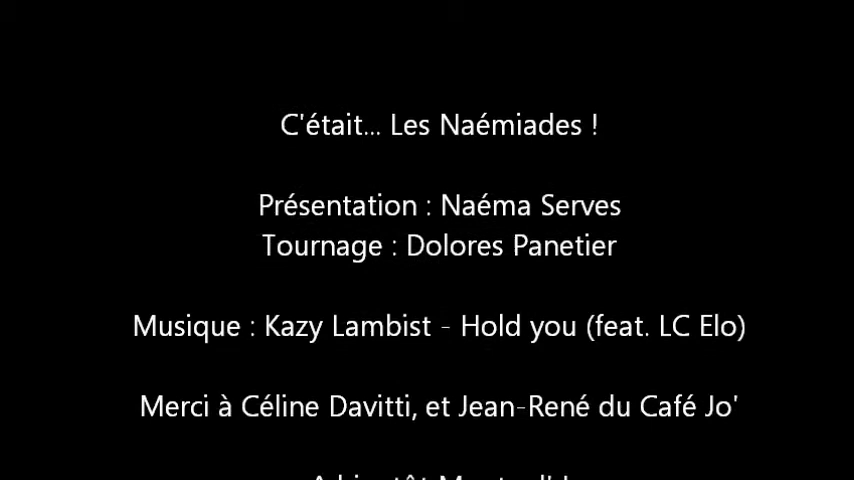 C'était... Les Naémiades !
Présentation : Naéma Serves
Tournage : Dolores Panetier
Musique : Kazy Lambist - Hold you (feat. LC Elo)
Merci à Céline Davitti, et Jean-René du Café Jo'